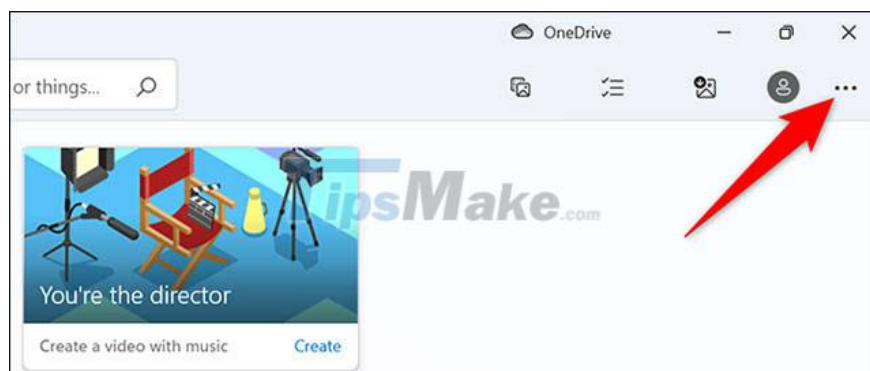 OneDrive
or things...
TipsMake.com
You're the director
Create a video with music
Create